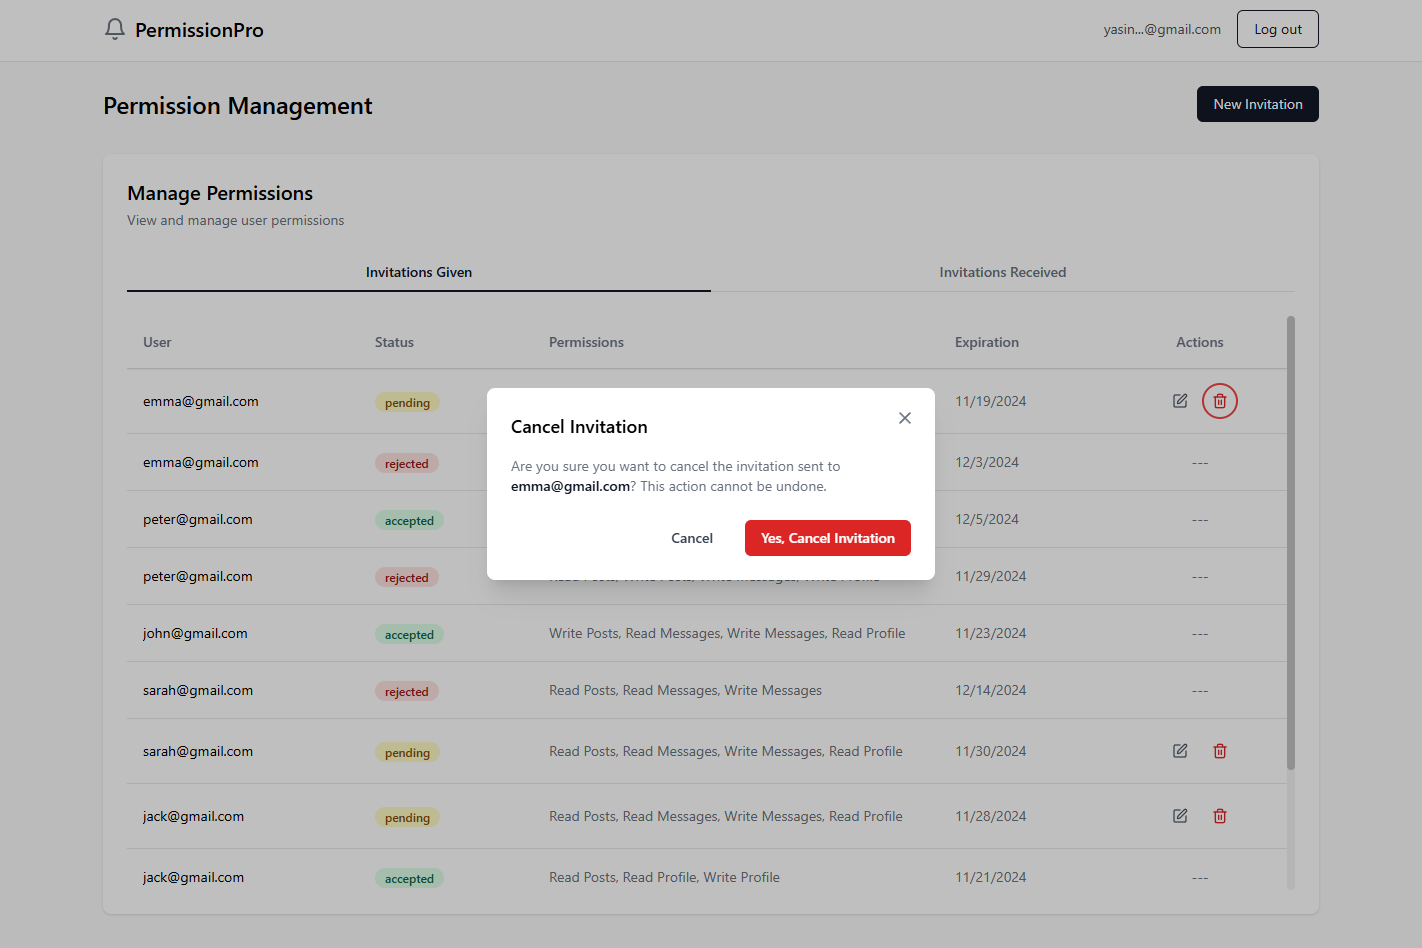 PermissionPro
yasin...@gmail.com
Log out
Permission Management
New Invitation
Manage Permissions
View and manage user permissions
Invitations Given
Invitations Received
User Status Permissions Expiration Actions
emma@gmail.com pending 11/19/2024
emma@gmail.com rejected 12/3/2024 ---
peter@gmail.com accepted 12/5/2024 ---
peter@gmail.com rejected 11/29/2024 ---
john@gmail.com accepted Write Posts, Read Messages, Write Messages, Read Profile 11/23/2024 ---
sarah@gmail.com rejected Read Posts, Read Messages, Write Messages 12/14/2024 ---
sarah@gmail.com pending Read Posts, Read Messages, Write Messages, Read Profile 11/30/2024
jack@gmail.com pending Read Posts, Read Messages, Write Messages, Read Profile 11/28/2024
jack@gmail.com accepted Read Posts, Read Profile, Write Profile 11/21/2024 ---
Cancel Invitation
Are you sure you want to cancel the invitation sent to
emma@gmail.com? This action cannot be undone.
Cancel
Yes, Cancel Invitation